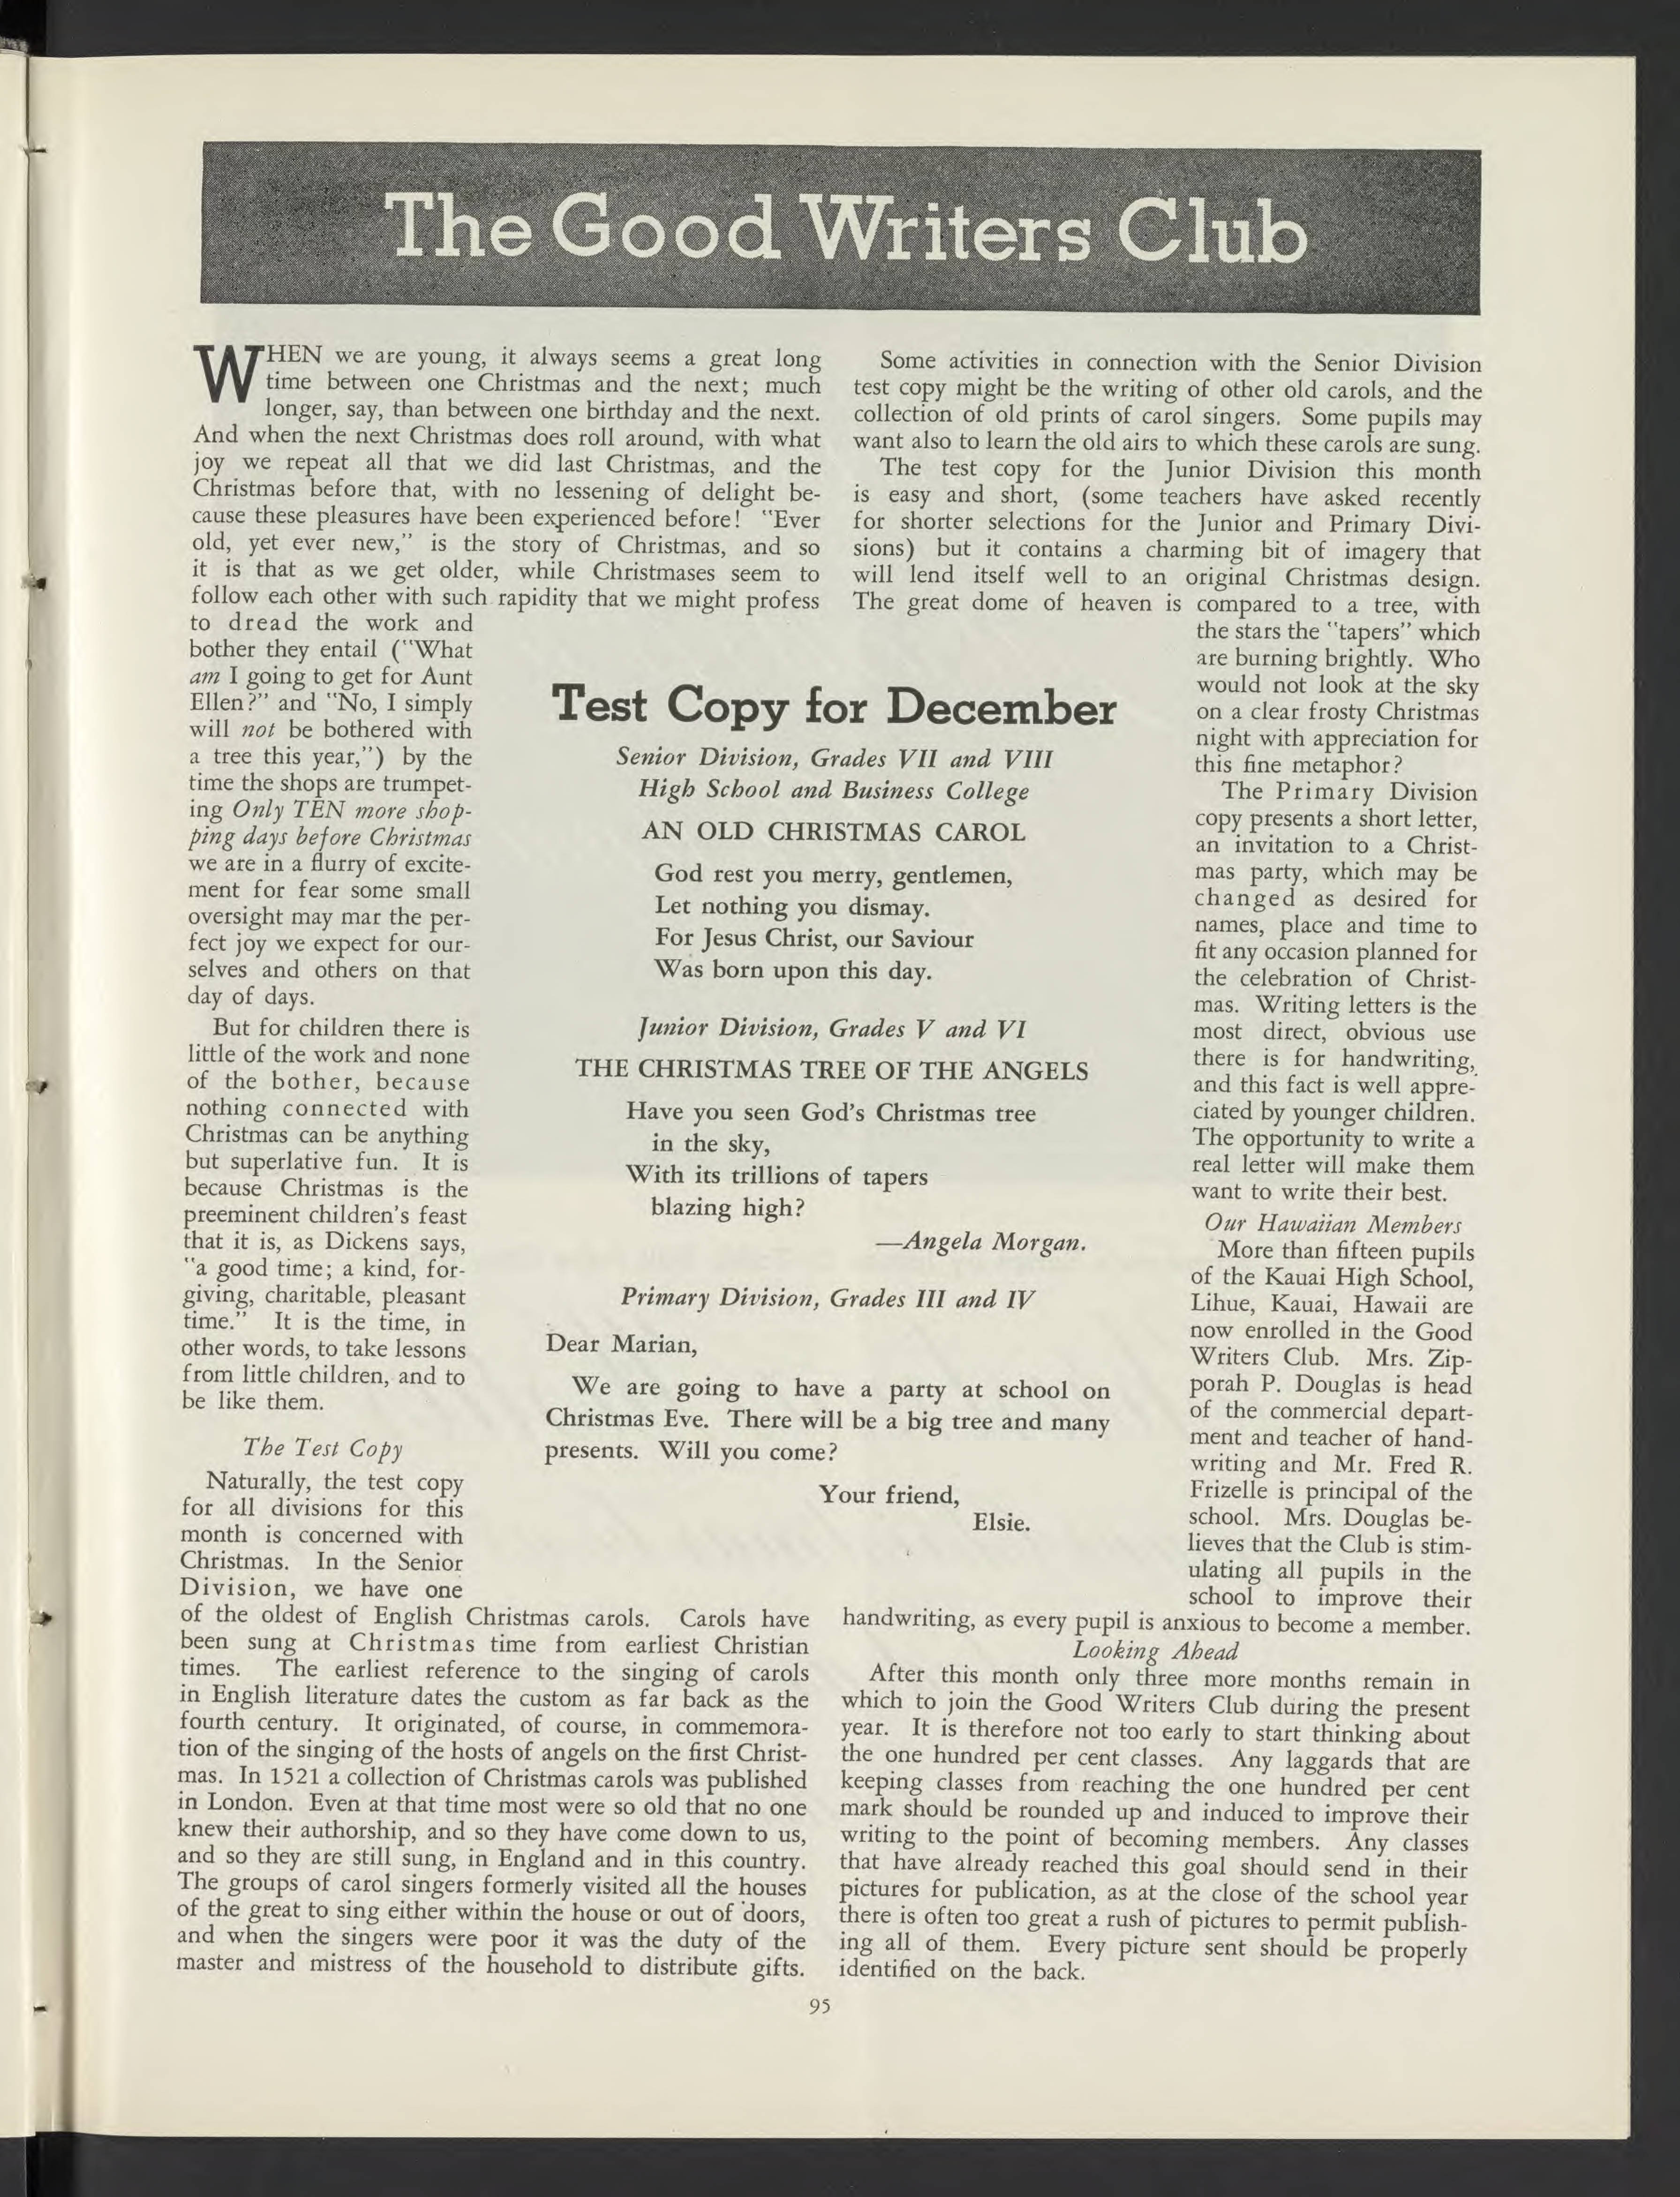 The Good Writers Club
WHEN we are young, it always seems a great long
time between one Christmas and the next; much
longer, say, than between one birthday and the next.
And when the next Christmas does roll around, with what
joy we repeat all that we did last Christmas, and the
Christmas before that, with no lessening of delight be-
cause these pleasures have been experienced before! "Ever
old, yet ever new," is the story of Christmas, and so
it is that as we get older, while Christmases seem to
follow each other with such rapidity that we might profess
to dread the work and
bother they entail ("What
am I going to get for Aunt
Ellen?" and "No, I simply
will not be bothered with
a tree this year,") by the
time the shops are trumpet-
ing Only TEN more shop-
ping days before Christmas
we are in a flurry of excite-
ment for fear some small
oversight may mar the per-
fect joy we expect for our-
selves and others on that
day of days.
But for children there is
little of the work and none
of the bother, because
nothing connected with
Christmas can be anything
but superlative fun. It is
because Christmas is the
preeminent children's feast
that it is, as Dickens says,
"a good time; a kind, for-
giving, charitable, pleasant
time." It is the time, in
other words, to take lessons
from little children, and to
be like them.
The Test Copy
Naturally, the test copy
for all divisions for this
month is concerned with
Christmas. In the Senior
Division, we have one
of the oldest of English Christmas carols. Carols have
been sung at Christmas time from earliest Christian
times. The earliest reference to the singing of carols
in English literature dates the custom as far back as the
fourth century. It originated, of course, in commemora-
tion of the singing of the hosts of angels on the first Christ-
mas. In 1521 a collection of Christmas carols was published
in London. Even at that time most were so old that no one
knew their authorship, and so they have come down to us,
and so they are still sung, in England and in this country.
The groups of carol singers formerly visited all the houses
of the great to sing either within the house or out of doors,
and when the singers were poor it was the duty of the
master and mistress of the household to distribute gifts.
Test Copy for December
Senior Division, Grades VII and VIII
High School and Business College
AN OLD CHRISTMAS CAROL
God rest you merry, gentlemen,
Let nothing you dismay.
For Jesus Christ, our Saviour
Was born upon this day.
Junior Division, Grades V and VI
THE CHRISTMAS TREE OF THE ANGELS
Have you seen God's Christmas tree
in the sky,
With its trillions of tapers
blazing high?
—Angela Morgan.
Primary Division, Grades III and IV
Dear Marian,
We are going to have a party at school on
Christmas Eve. There will be a big tree and many
presents. Will you come?
Your friend,
Elsie.
Some activities in connection with the Senior Division
test copy might be the writing of other old carols, and the
collection of old prints of carol singers. Some pupils may
want also to learn the old airs to which these carols are sung.
The test copy for the Junior Division this month
is easy and short, (some teachers have asked recently
for shorter selections for the Junior and Primary Divi-
sions) but it contains a charming bit of imagery that
will lend itself well to an original Christmas design.
The great dome of heaven is compared to a tree, with
the stars the "tapers" which
are burning brightly. Who
would not look at the sky
on a clear frosty Christmas
night with appreciation for
this fine metaphor?
The Primary Division
copy presents a short letter,
an invitation to a Christ-
mas party, which may be
changed as desired for
names, place and time to
fit any occasion planned for
the celebration of Christ-
mas. Writing letters is the
most direct, obvious use
there is for handwriting,
and this fact is well appre-
ciated by younger children.
The opportunity to write a
real letter will make them
want to write their best.
Our Hawaiian Members
More than fifteen pupils
of the Kauai High School,
Lihue, Kauai, Hawaii are
now enrolled in the Good
Writers Club. Mrs. Zip-
porah P. Douglas is head
of the commercial depart-
ment and teacher of hand-
writing and Mr. Fred R.
Frizelle is principal of the
school. Mrs. Douglas be-
lieves that the Club is stim-
ulating all pupils in the
school to improve their
handwriting, as every pupil is anxious to become a member.
Looking Ahead
After this month only three more months remain in
which to join the Good Writers Club during the present
year. It is therefore not too early to start thinking about
the one hundred per cent classes. Any laggards that are
keeping classes from reaching the one hundred per cent
mark should be rounded up and induced to improve their
writing to the point of becoming members. Any classes
that have already reached this goal should send in their
pictures for publication, as at the close of the school year
there is often too great a rush of pictures to permit publish-
ing all of them. Every picture sent should be properly
identified on the back.
95